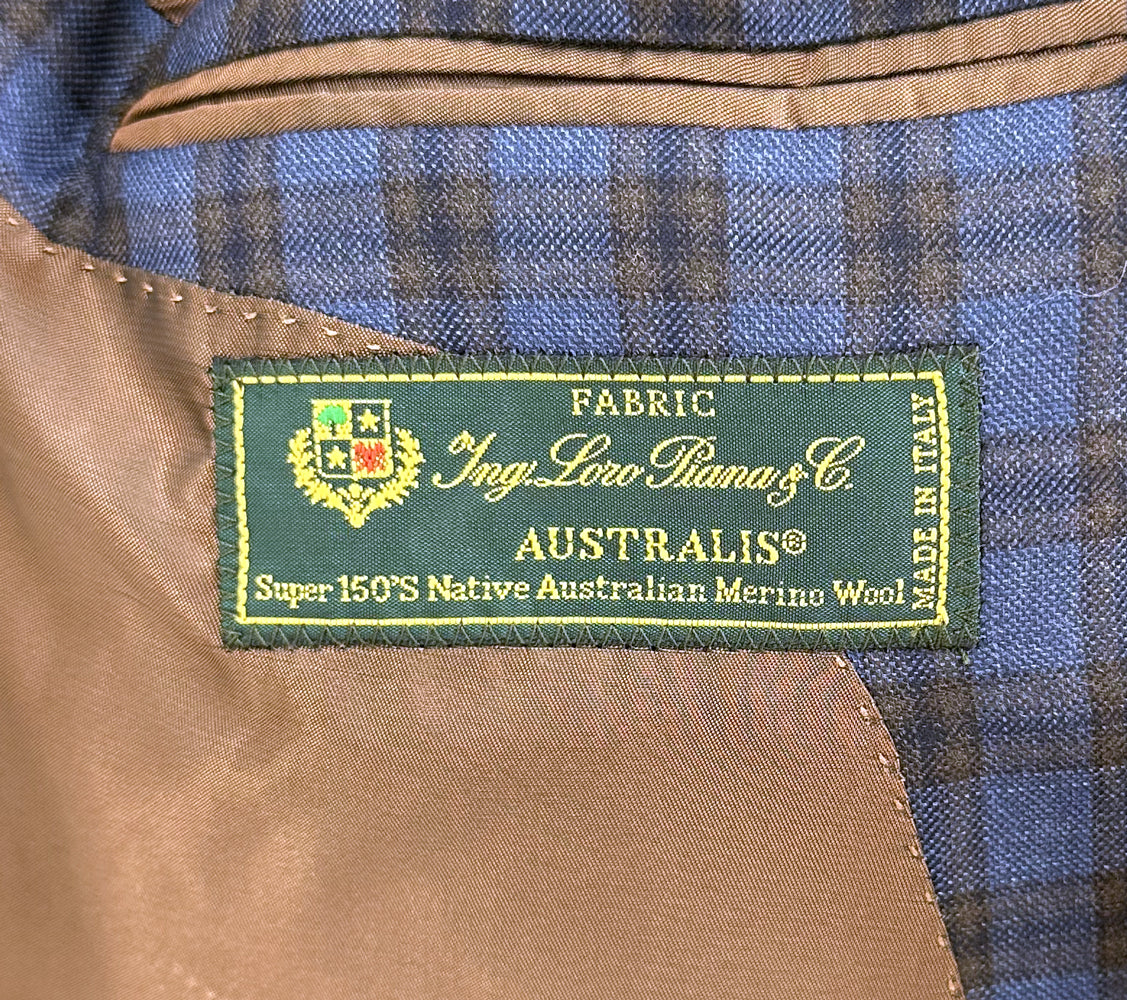 FABRIC
Ing. Loro Piana & C.
AUSTRALIS®
Super 150'S Native Australian Merino Wool
MADE IN ITALY